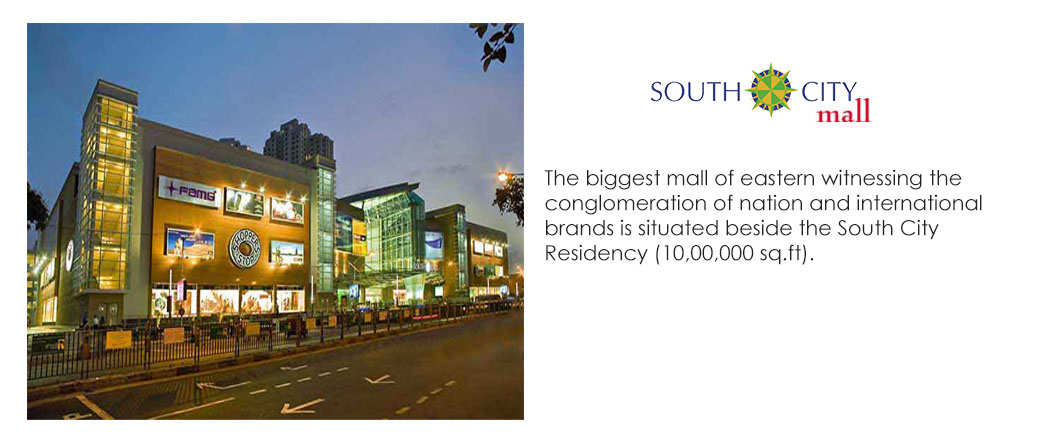 FAME
SHOPPERS
STOP
SOUTH CITY
mall
The biggest mall of eastern witnessing the
conglomeration of nation and international
brands is situated beside the South City
Residency (10,00,000 sq.ft).